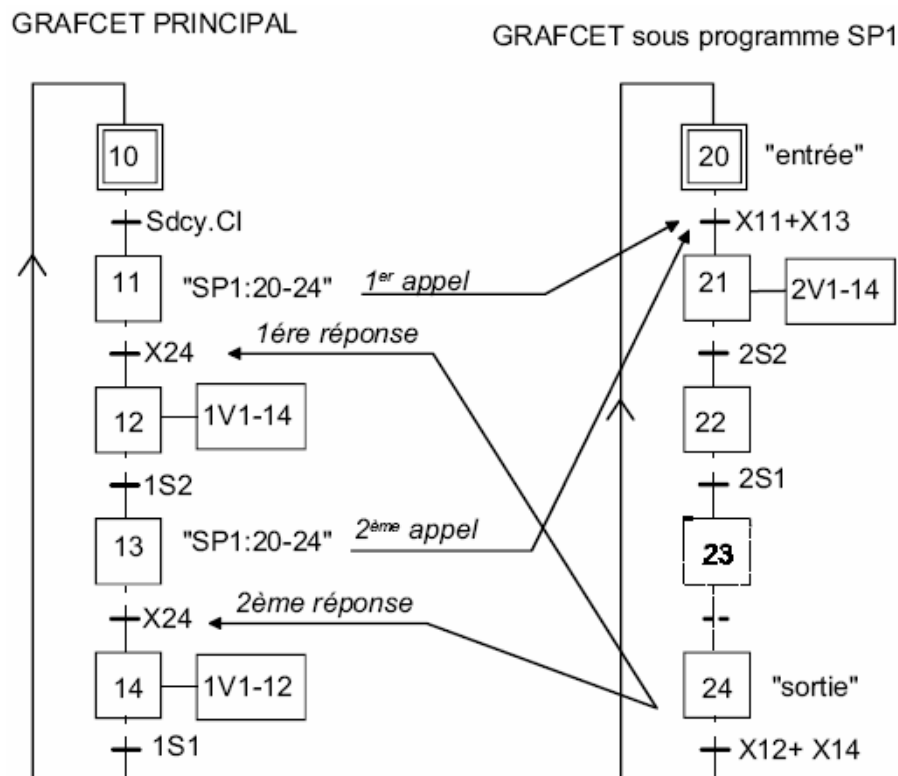 GRAFCET PRINCIPAL
10
Sdcy.CI
11
"SP1:20-24"
1er appel
X24
1ére réponse
12
1V1-14
1S2
13
"SP1:20-24"
2ème appel
X24
2ème réponse
14
1V1-12
1S1
GRAFCET sous programme SP1
20
"entrée"
X11+X13
21
2V1-14
2S2
22
2S1
23
24
"sortie"
X12+ X14